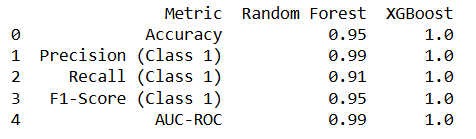 Metric Random Forest XGBoost
0 Accuracy 0.95 1.0
1 Precision (Class 1) 0.99 1.0
2 Recall (Class 1) 0.91 1.0
3 F1-Score (Class 1) 0.95 1.0
4 AUC-ROC 0.99 1.0